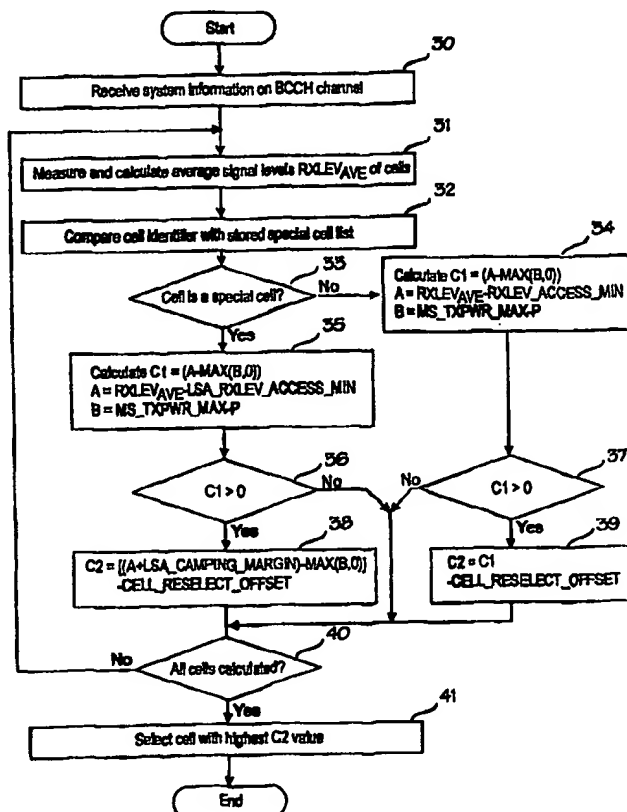 Start
30
Receive system information on BCCH channel
31
Measure and calculate average signal levels RXLEVAVE of cells
32
Compare cell identifier with stored special cell list
33
Cell is a special cell?
No
Yes
34
Calculate C1 = (A-MAX(B,0))
A = RXLEVAVE-RXLEV_ACCESS_MIN
B = MS_TXPWR_MAX-P
35
Calculate C1 = (A-MAX(B,0))
A = RXLEVAVE-LSA_RXLEV_ACCESS_MIN
B = MS_TXPWR_MAX-P
36
C1 > 0
No
Yes
37
No
C1 > 0
Yes
38
C2 = [(A+LSA_CAMPING_MARGIN)-MAX(B,0)]
-CELL_RESELECT_OFFSET
39
C2 = C1
-CELL_RESELECT_OFFSET
40
No
All cells calculated?
Yes
41
Select cell with highest C2 value
End